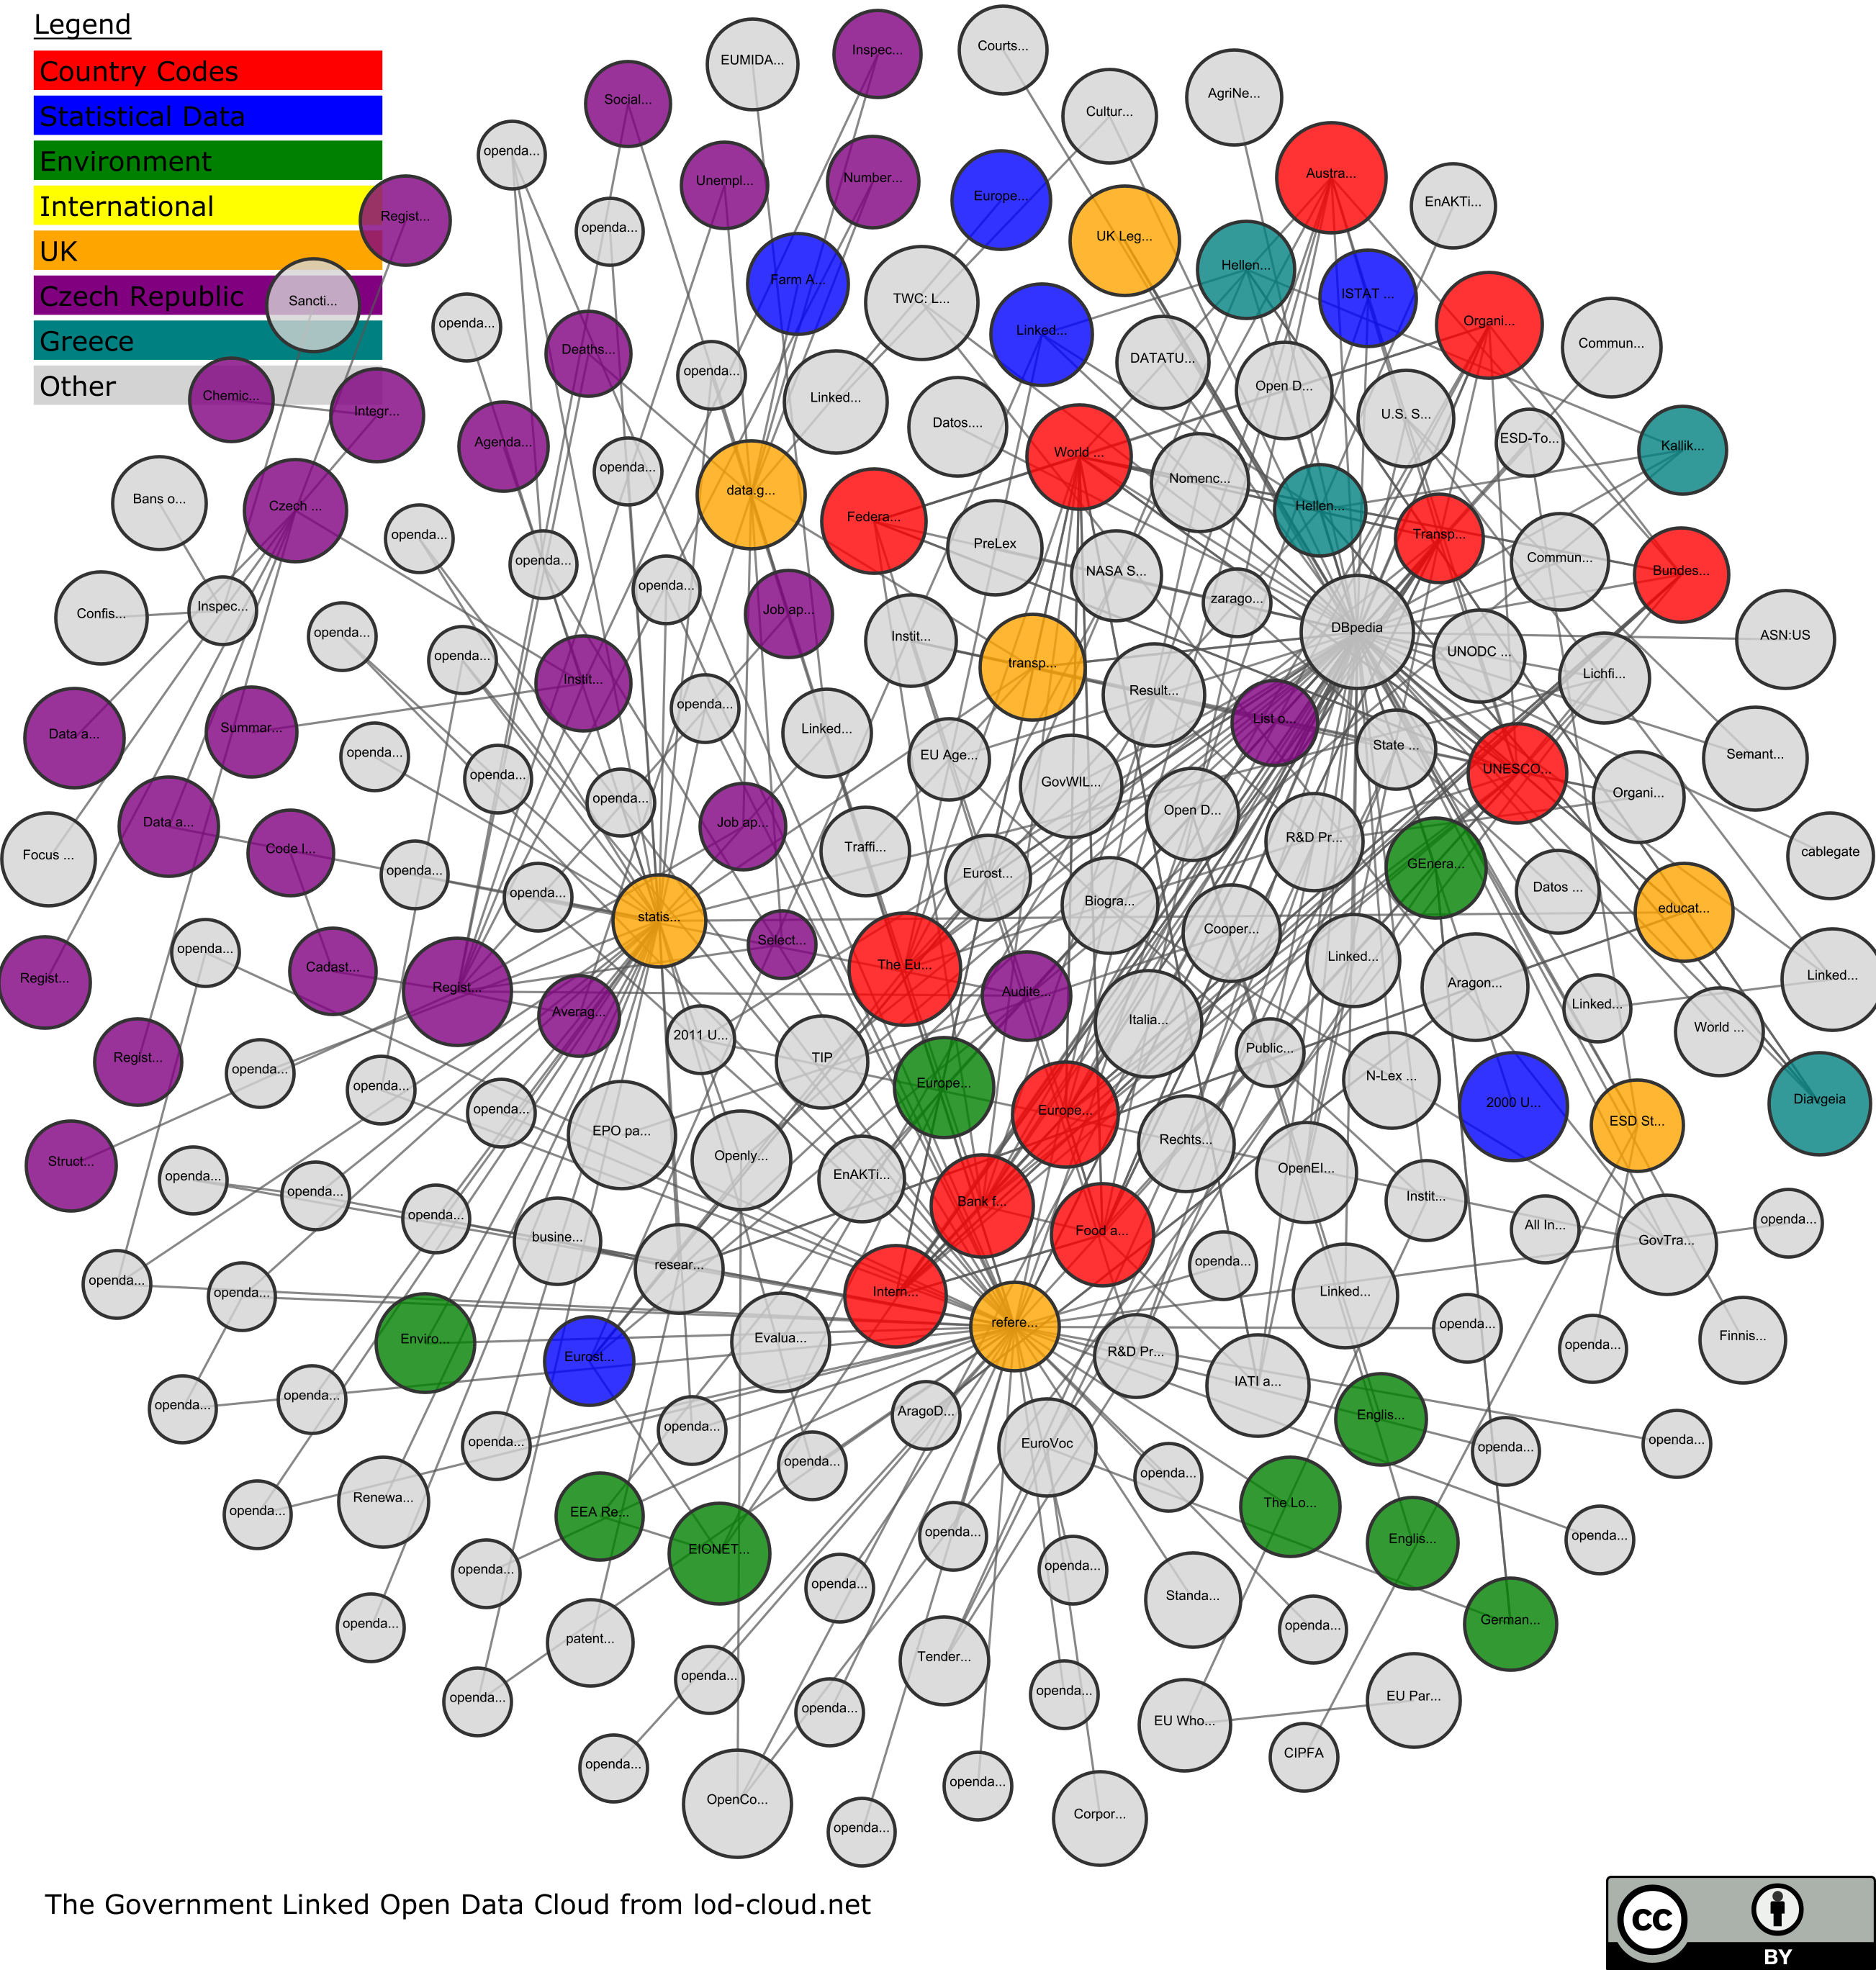 Legend
Country Codes
Statistical Data
Environment
International
UK
Czech Republic
Greece
Other
EUMIDA...
Inspec...
Courts...
Social...
Cultur...
AgriNe...
openda...
Unempl...
Number...
Europe...
Austra...
EnAKTi...
Regist...
openda...
UK Leg...
Hellen...
Farm A...
TWC: L...
ISTAT ...
Sancti...
openda...
Linked...
Organi...
Deaths...
openda...
DATATU...
Commun...
Open D...
Chemic...
Integr...
Linked...
Datos....
U.S. S...
Agenda...
openda...
World ...
ESD-To...
Kallik...
Bans o...
Czech ...
data.g...
Nomenc...
openda...
Federa...
Hellen...
Transp...
openda...
PreLex
Commun...
Confis...
Inspec...
openda...
Job ap...
NASA S...
zarago...
Bundes...
openda...
openda...
Instit...
Instit...
transp...
DBpedia
UNODC ...
ASN:US
Lichfi...
Data a...
Summar...
openda...
Linked...
Result...
List o...
openda...
openda...
EU Age...
State ...
Semant...
openda...
GovWIL...
UNESCO...
Organi...
Data a...
Code l...
Job ap...
Open D...
Focus ...
openda...
Traffi...
Eurost...
R&D Pr...
GEnera...
Datos ...
cablegate
openda...
statis...
Biogra...
Cooper...
educat...
openda...
Select...
Regist...
Cadast...
Regist...
The Eu...
Audite...
Linked...
Aragon...
Linked...
Linked...
Averag...
2011 U...
TIP
Italia...
Public...
World ...
Regist...
openda...
openda...
Europe...
N-Lex ...
Diavgeia
openda...
EPO pa...
Openly...
Europe...
2000 U...
ESD St...
Struct...
openda...
openda...
openda...
EnAKTi...
Bank f...
Rechts...
OpenEI...
Instit...
busine...
resear...
Food a...
All In...
GovTra...
openda...
openda...
openda...
Intern...
openda...
Linked...
Enviro...
Eurost...
Evalua...
refere...
R&D Pr...
openda...
openda...
Finnis...
openda...
openda...
IATI a...
openda...
openda...
AragoD...
EuroVoc
Englis...
openda...
openda...
openda...
Renewa...
openda...
openda...
The Lo...
EEA Re...
EIONET...
openda...
Englis...
openda...
openda...
openda...
openda...
Standa...
openda...
patent...
Tender...
openda...
German...
openda...
openda...
openda...
openda...
EU Who...
EU Par...
openda...
OpenCo...
openda...
CIPFA
openda...
Corpor...
The Government Linked Open Data Cloud from lod-cloud.net
cc
BY